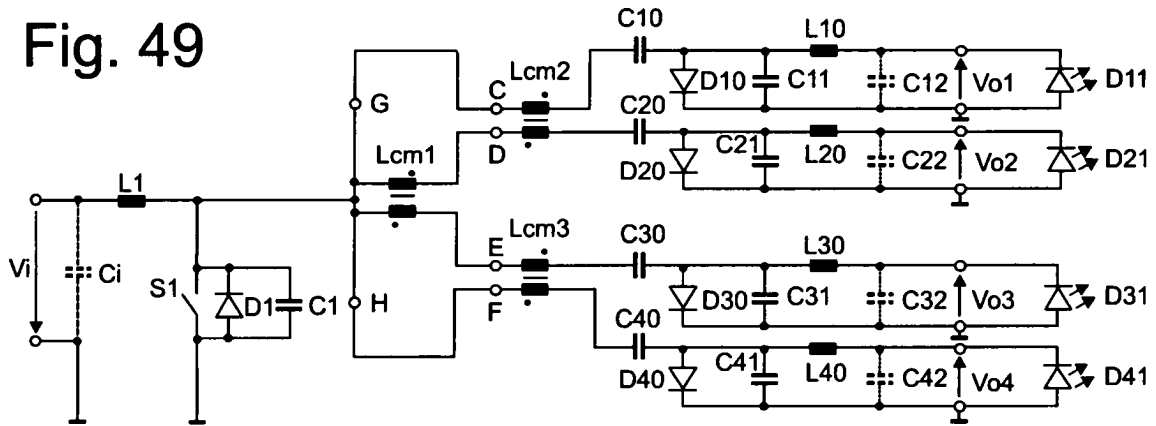 Fig. 49
C10
L10
Lcm2
C
G
D10
C11
C12
Vo1
D11
C20
D
Lcm1
C21
L20
D20
C22
Vo2
D21
L1
Lcm3
C30
L30
E
Vi
Ci
S1
D1
C1
H
F
D30
C31
C32
Vo3
D31
C40
C41
L40
D40
C42
Vo4
D41